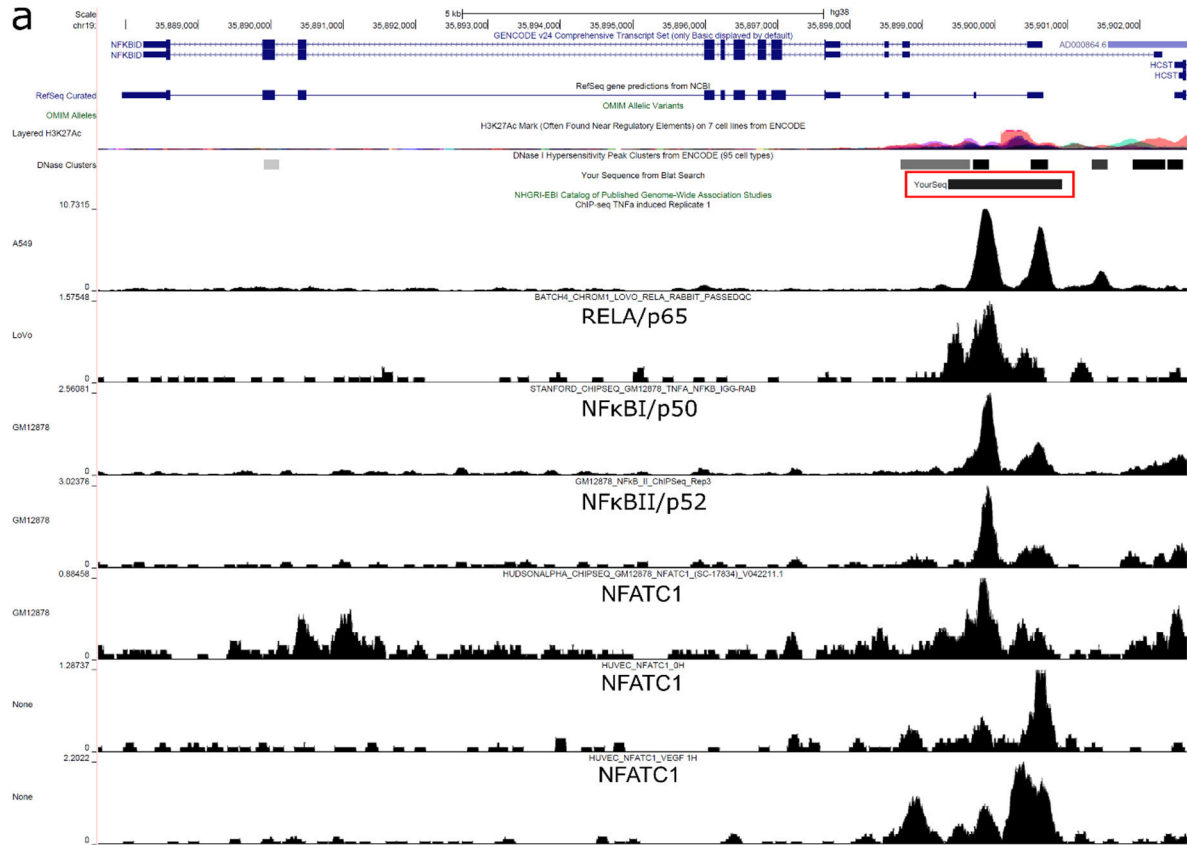 a
Scale 5 kb hg38
chr19: 35,889,000 35,890,000 35,891,000 35,892,000 35,893,000 35,894,000 35,895,000 35,896,000 35,897,000 35,898,000 35,899,000 35,900,000 35,901,000 35,902,000
GENCODE v24 Comprehensive Transcript Set (only Basic displayed by default)
NFKBID AD000864.6
NFKBID
HCST
HCST
RefSeq gene predictions from NCBI
RefSeq Curated
OMIM Allelic Variants
OMIM Alleles
H3K27Ac Mark (Often Found Near Regulatory Elements) on 7 cell lines from ENCODE
Layered H3K27Ac
DNase I Hypersensitivity Peak Clusters from ENCODE (95 cell types)
DNase Clusters
Your Sequence from Blat Search
YourSeq
NHGRI-EBI Catalog of Published Genome-Wide Association Studies
ChIP-seq TNFa induced Replicate 1
10.7315
A549
0
BATCH4_CHROM1_LOVO_RELA_RABBIT_PASSEDQC
1.57548
RELA/p65
LoVo
0
STANFORD_CHIPSEQ_GM12878_TNFA_NFKB_IGG-RAB
2.56081
NFκBI/p50
GM12878
0
GM12878_NFkB_II_ChIPSeq_Rep3
3.02378
NFκBII/p52
GM12878
0
HUDSONALPHA_CHIPSEQ_GM12878_NFATC1_(SC-17834)_V042211.1
0.88458
NFATC1
GM12878
0
HUVEC_NFATC1_0H
1.28737
NFATC1
None
0
HUVEC_NFATC1_VEGF 1H
2.2022
NFATC1
None
0